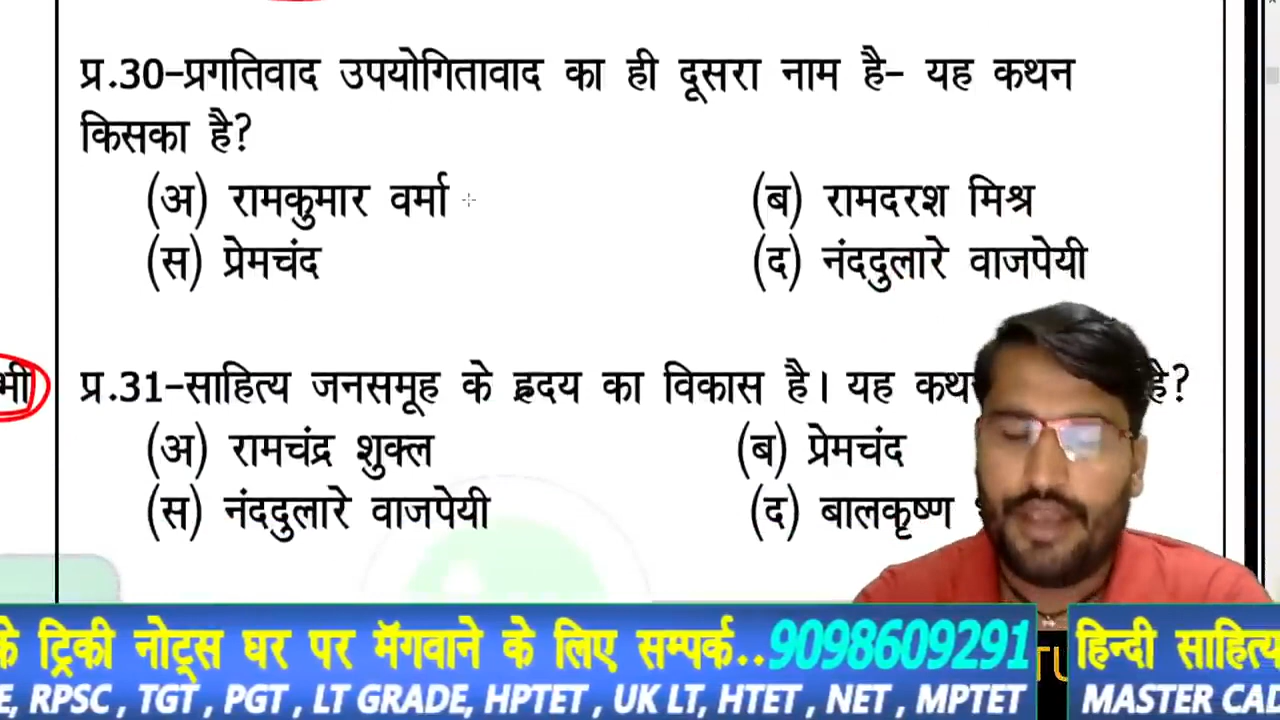 प्र.30-प्रगतिवाद उपयोगितावाद का ही दूसरा नाम है- यह कथन
किसका है?
(अ) रामकुमार वर्मा (ब) रामदरश मिश्र
(स) प्रेमचंद (द) नंददुलारे वाजपेयी
भी
प्र.31-साहित्य जनसमूह के हृदय का विकास है। यह है?
(अ) रामचंद्र शुक्ल (ब) प्रेमचंद
(स) नंददुलारे वाजपेयी (द) बालकृष्ण
के ट्रिकी नोट्स घर पर मॅगवाने के लिए सम्पर्क..9098609291 हिन्दी साहित्य
RPSC , TGT , PGT , LT GRADE, HPTET , UK LT, HTET , NET , MPTET MASTER